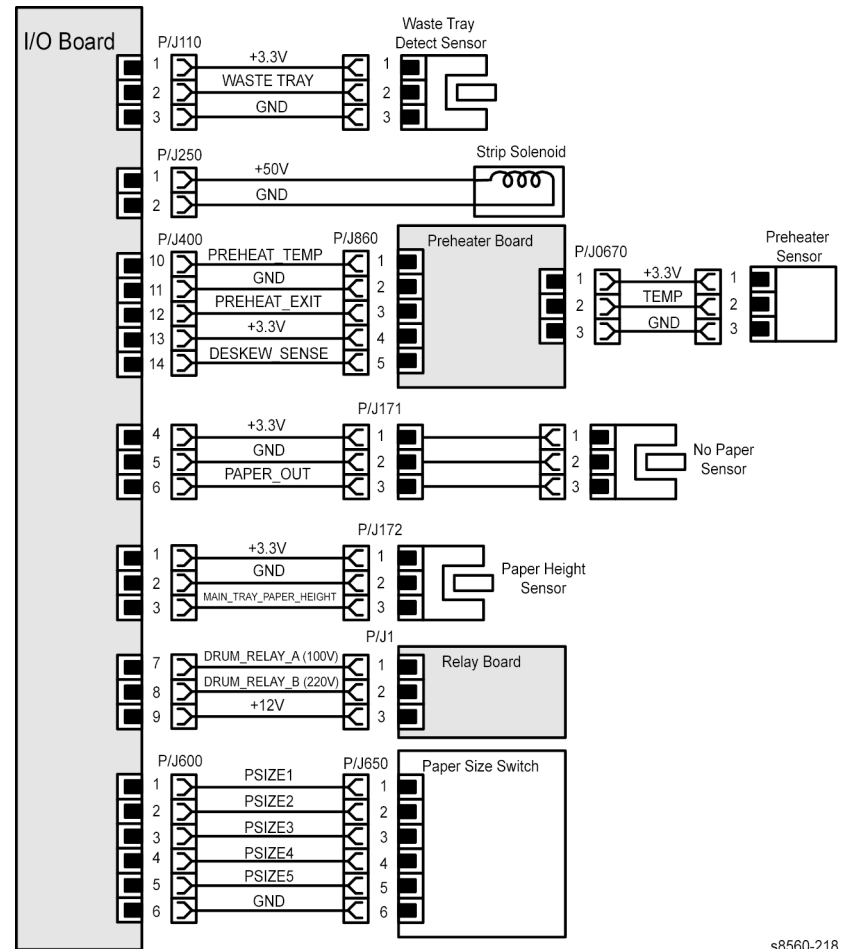 I/O Board
P/J110
Waste Tray
Detect Sensor
1 +3.3V 1
2 WASTE TRAY 2
3 GND 3
P/J250
Strip Solenoid
1 +50V
2 GND
P/J400 P/J860
Preheater Board
P/J0670
Preheater
Sensor
10 PREHEAT_TEMP 1
11 GND 2
12 PREHEAT_EXIT 3
13 +3.3V 4
14 DESKEW_SENSE 5
1 +3.3V 1
2 TEMP 2
3 GND 3
P/J171
4 +3.3V 1 1
5 GND 2 2
6 PAPER_OUT 3 3
No Paper
Sensor
P/J172
1 +3.3V 1
2 GND 2
3 MAIN_TRAY_PAPER_HEIGHT 3
Paper Height
Sensor
P/J1
Relay Board
7 DRUM_RELAY_A (100V) 1
8 DRUM_RELAY_B (220V) 2
9 +12V 3
P/J600 P/J650
Paper Size Switch
1 PSIZE1 1
2 PSIZE2 2
3 PSIZE3 3
4 PSIZE4 4
5 PSIZE5 5
6 GND 6
s8560-218